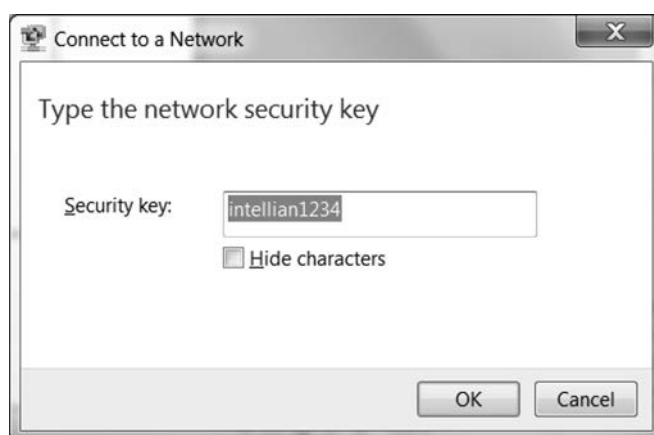 Connect to a Network
Type the network security key
Security key:
intellian1234
Hide characters
OK
Cancel